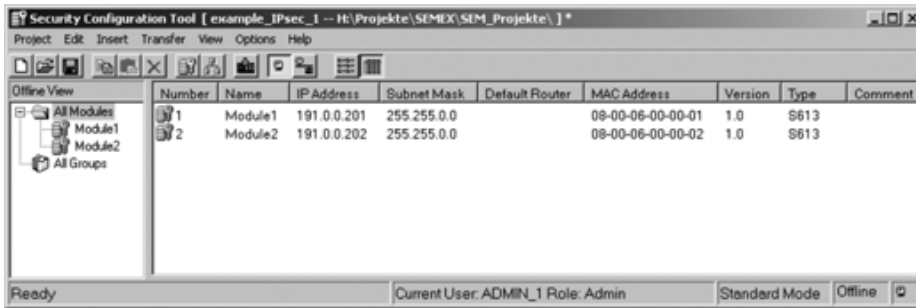 Security Configuration Tool [ example_IPsec_1 -- H:\Projekte\SEMEX\SEM_Projekte\ ] *
Project Edit Insert Transfer View Options Help
Offline View
All Modules
Module1
Module2
All Groups
Number Name IP Address Subnet Mask Default Router MAC Address Version Type Comment
1 Module1 191.0.0.201 255.255.0.0 08-00-06-00-00-01 1.0 S613
2 Module2 191.0.0.202 255.255.0.0 08-00-06-00-00-02 1.0 S613
Ready Current User: ADMIN_1 Role: Admin Standard Mode Offline